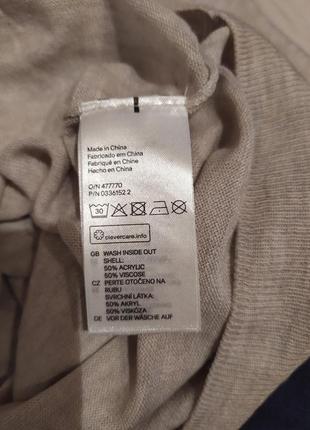 Made in China
Fabricado em China
Fabriqué en Chine
Hecho en China
O/N 477770
P/N 0336152 2
30
clevercare.info
GB WASH INSIDE OUT
SHELL:
50% ACRYLIC
50% VISCOSE
CZ PERTE OTOČENO NA
RUBU
SVRCHNÍ LÁTKA:
50% AKRYL
50% VISKÓZA
DE VOR DER WÄSCHE AUF